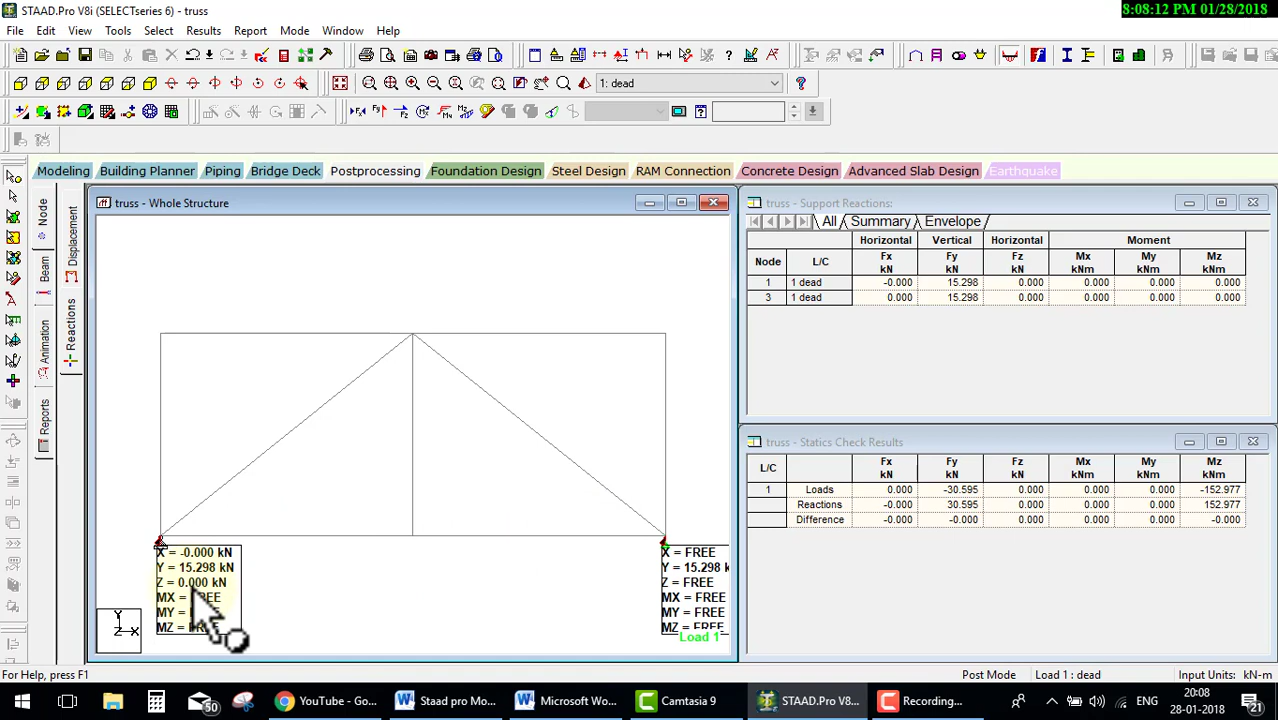 STAAD.Pro V8i (SELECTseries 6) - truss
8:08:12 PM 01/28/2018
File Edit View Tools Select Results Report Mode Window Help
1: dead
Modeling Building Planner Piping Bridge Deck Postprocessing Foundation Design Steel Design RAM Connection Concrete Design Advanced Slab Design Earthquake
Node
Beam
Animation
Reports
Displacement
Reactions
truss - Whole Structure
X = -0.000 kN
Y = 15.298 kN
Z = 0.000 kN
MX = FREE
MY =
MZ = FREE
X = FREE
Y = 15.298 k
Z = FREE
MX = FREE
MY = FREE
MZ = FREE
Load 1
Y
Z X
truss - Support Reactions:
All Summary Envelope
Horizontal Vertical Horizontal Moment
Node L/C Fx kN Fy kN Fz kN Mx kNm My kNm Mz kNm
1 1 dead -0.000 15.298 0.000 0.000 0.000 0.000
3 1 dead 0.000 15.298 0.000 0.000 0.000 0.000
truss - Statics Check Results
L/C Fx kN Fy kN Fz kN Mx kNm My kNm Mz kNm
1 Loads 0.000 -30.595 0.000 0.000 0.000 -152.977
Reactions 0.000 30.595 0.000 0.000 0.000 152.977
Difference -0.000 -0.000 0.000 0.000 0.000 -0.000
For Help, press F1
Post Mode Load 1 : dead Input Units: kN-m
50
YouTube - Go...
Staad pro Mo...
Microsoft Wo...
Camtasia 9
STAAD.Pro V8...
Recording...
ENG
20:08
28-01-2018
21